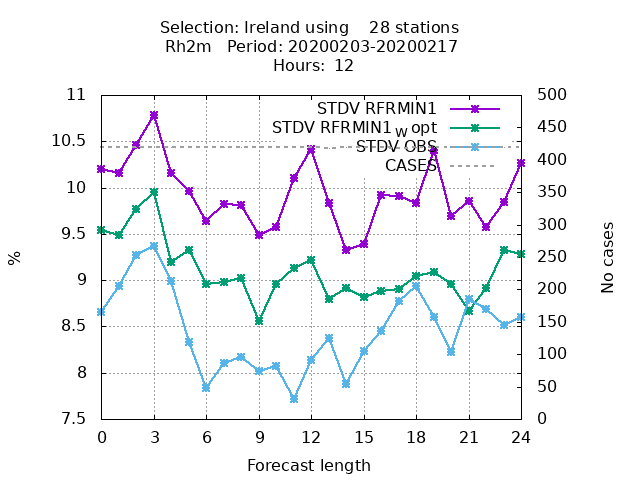 Selection: Ireland using    28 stations
Rh2m   Period: 20200203-20200217
Hours:  12
STDV RFRMIN1
STDV RFRMIN1 w opt
STDV OBS
CASES
11
10.5
10
9.5
9
8.5
8
7.5
500
450
400
350
300
250
200
150
100
50
0
%
No cases
0 3 6 9 12 15 18 21 24
Forecast length